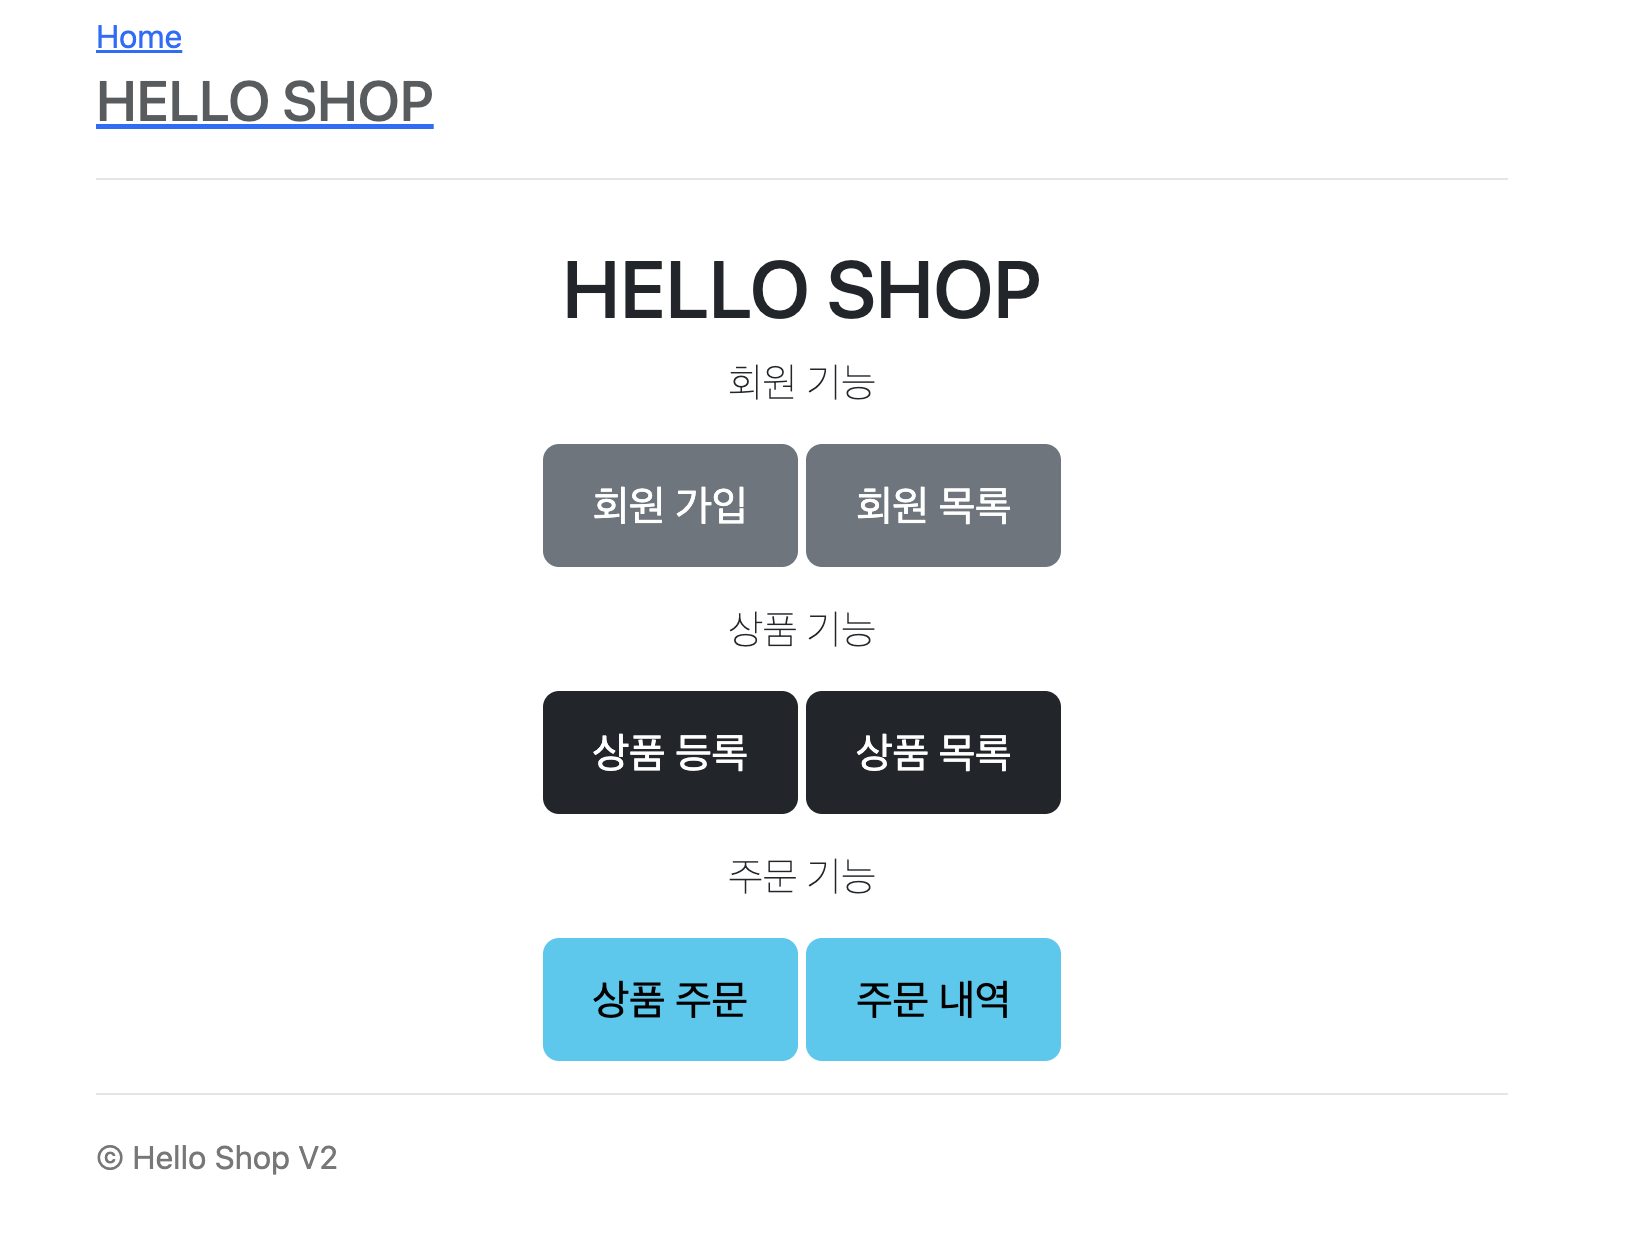 Home
HELLO SHOP
HELLO SHOP
회원 기능
회원 가입 회원 목록
상품 기능
상품 등록 상품 목록
주문 기능
상품 주문 주문 내역
© Hello Shop V2